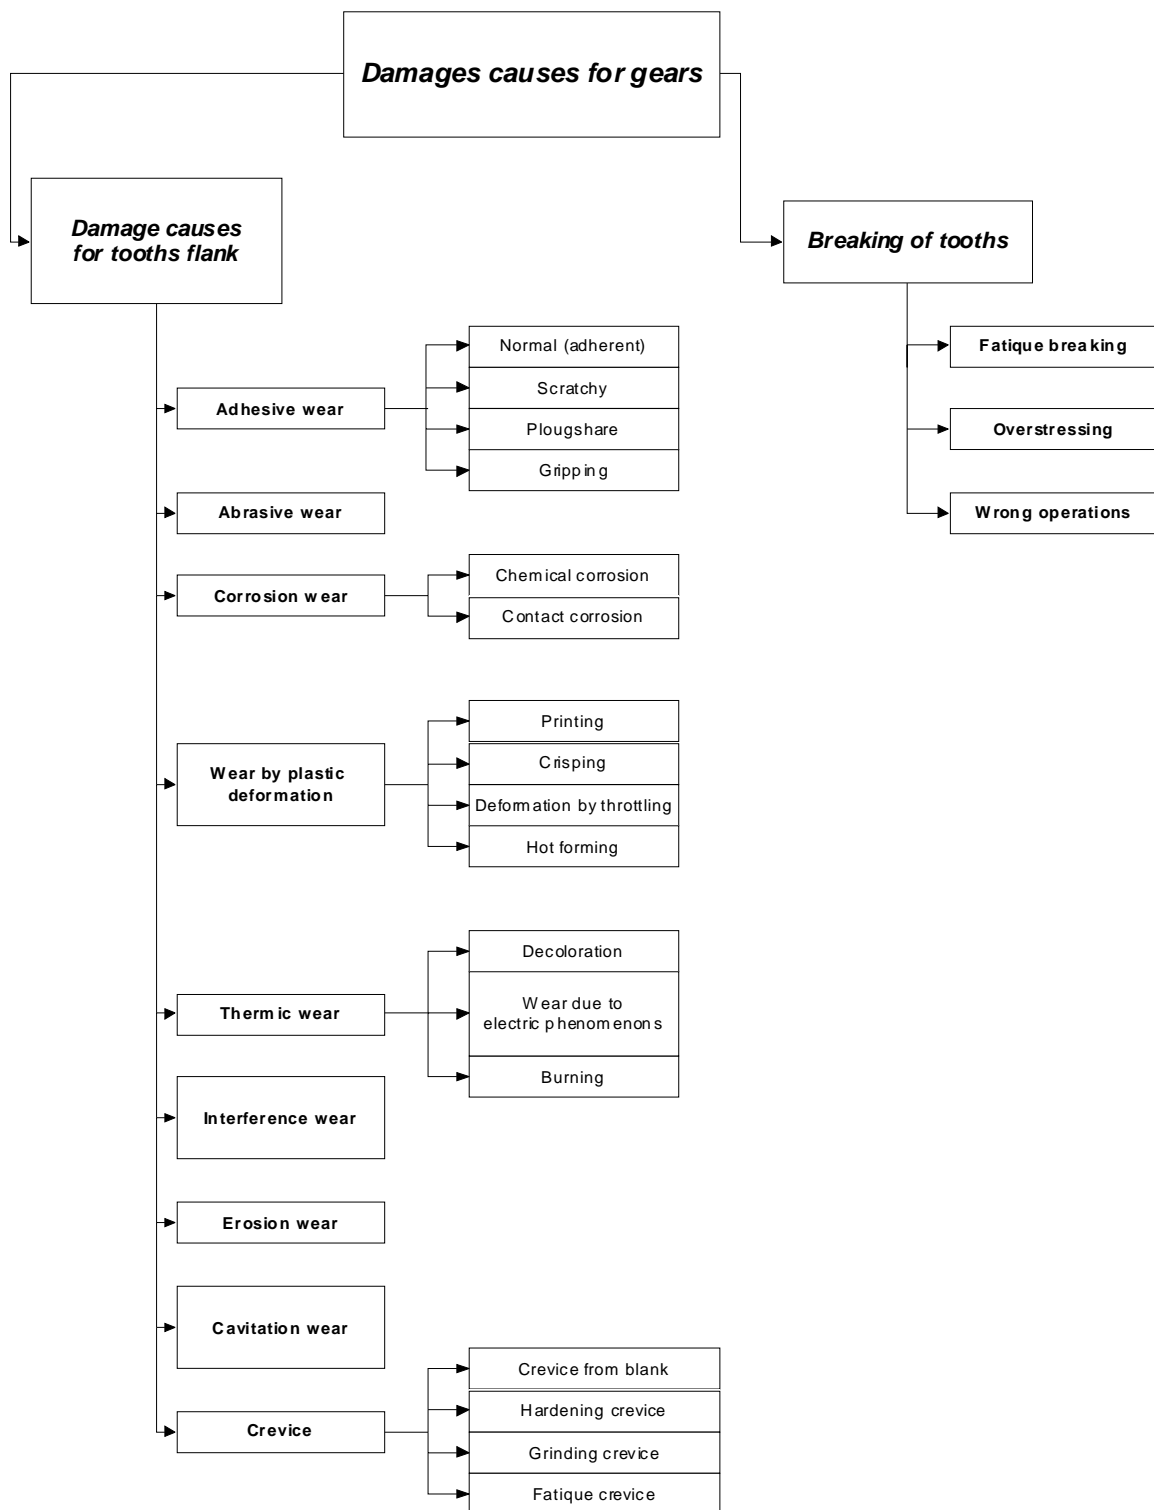 Damages causes for gears
Damage causes
for tooths flank
Breaking of tooths
Normal (adherent)
Scratchy
Plougshare
Gripping
Adhesive wear
Abrasive wear
Corrosion wear
Chemical corrosion
Contact corrosion
Wear by plastic
deformation
Printing
Crisping
Deformation by throttling
Hot forming
Thermic wear
Decoloration
Wear due to
electric phenomenons
Burning
Interference wear
Erosion wear
Cavitation wear
Crevice
Crevice from blank
Hardening crevice
Grinding crevice
Fatique crevice
Fatique breaking
Overstressing
Wrong operations